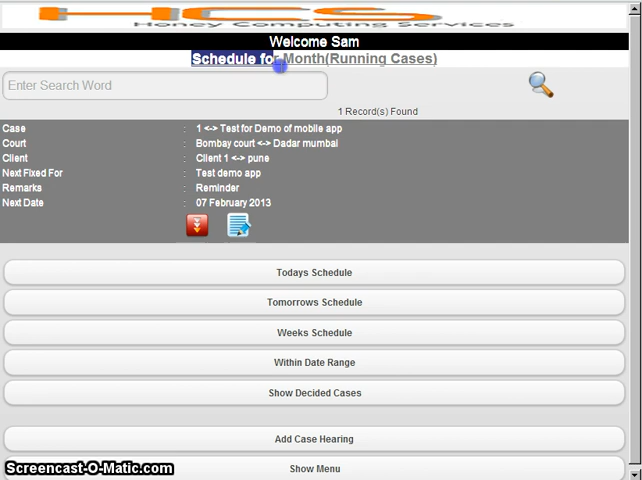 HCS
Honey Computing Services
Welcome Sam
Schedule for Month(Running Cases)
Enter Search Word
1 Record(s) Found
Case : 1 <-> Test for Demo of mobile app
Court : Bombay court <-> Dadar mumbai
Client : Client 1 <-> pune
Next Fixed For : Test demo app
Remarks : Reminder
Next Date : 07 February 2013
Todays Schedule
Tomorrows Schedule
Weeks Schedule
Within Date Range
Show Decided Cases
Add Case Hearing
Show Menu
Screencast-O-Matic.com